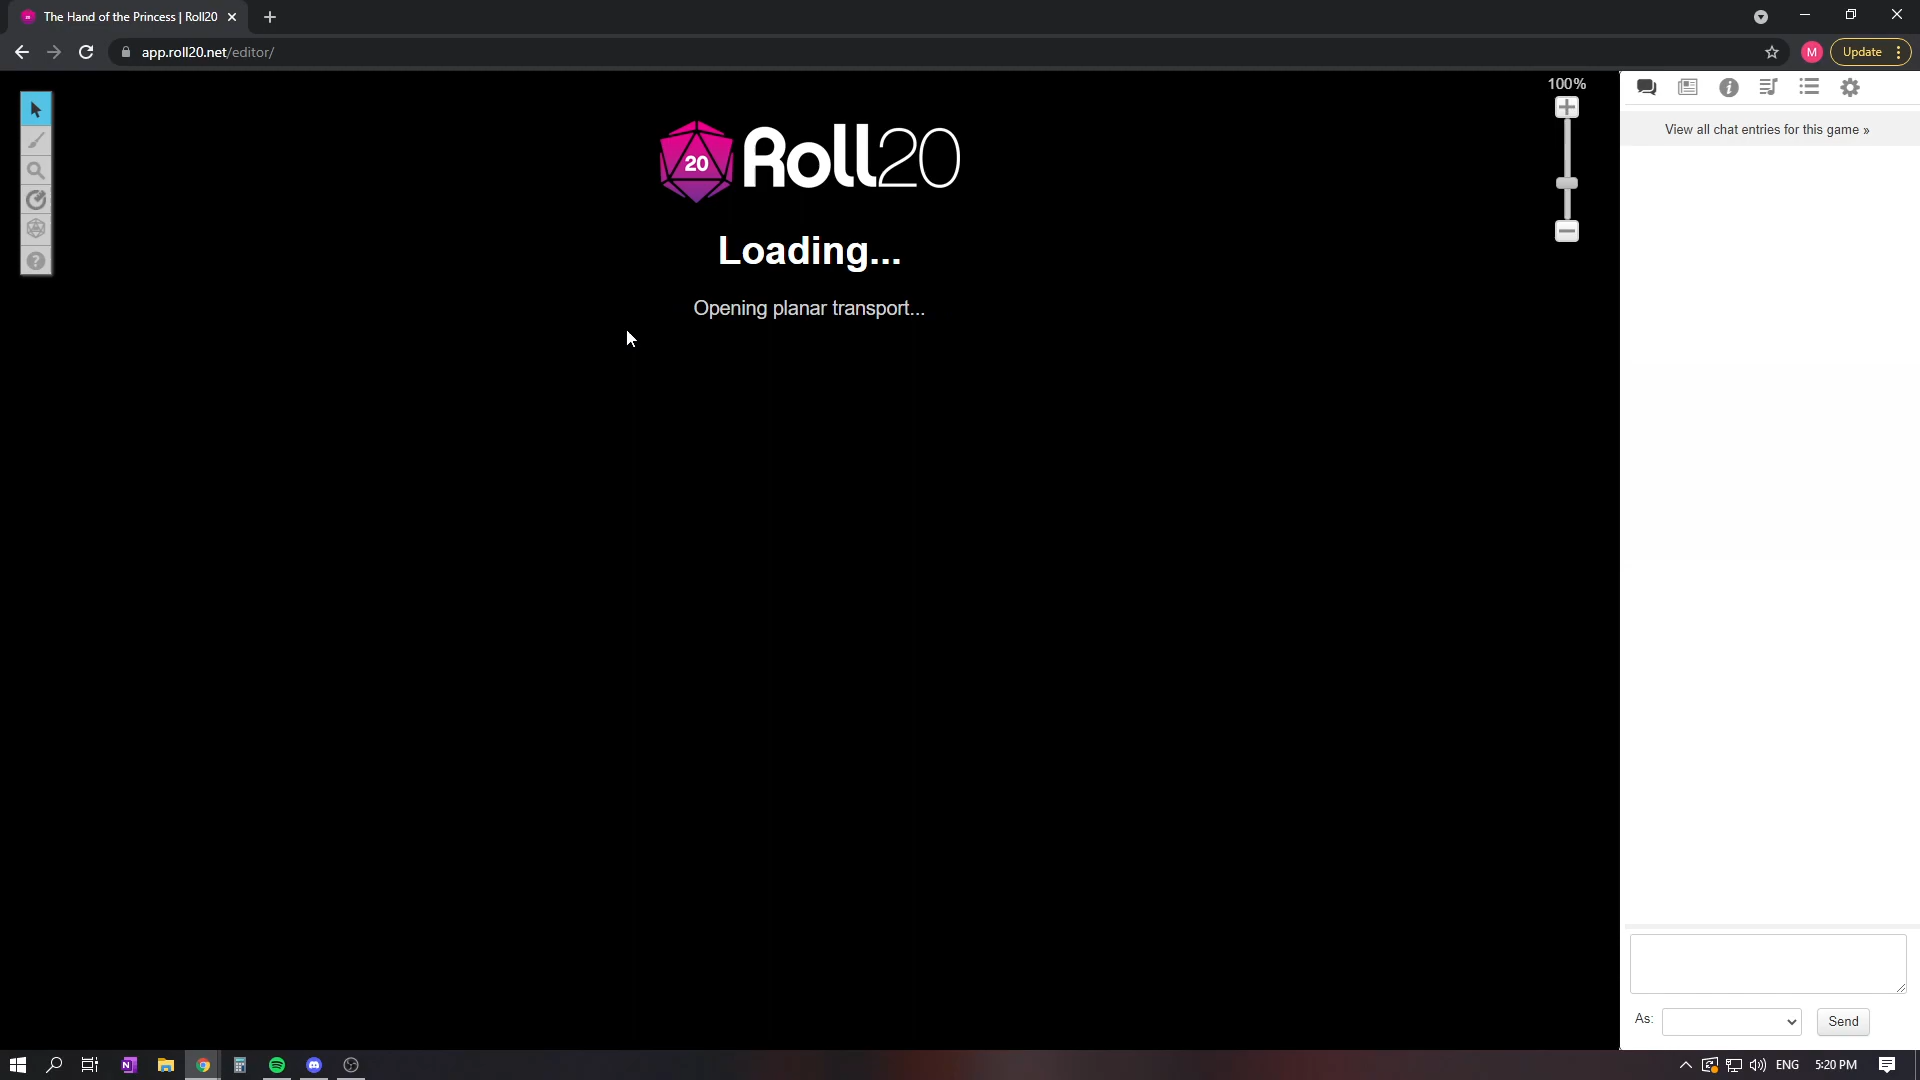 The Hand of the Princess | Roll20
app.roll20.net/editor/
M
Update
100%
20
Roll20
Loading...
Opening planar transport...
View all chat entries for this game »
As:
Send
N
ENG
5:20 PM